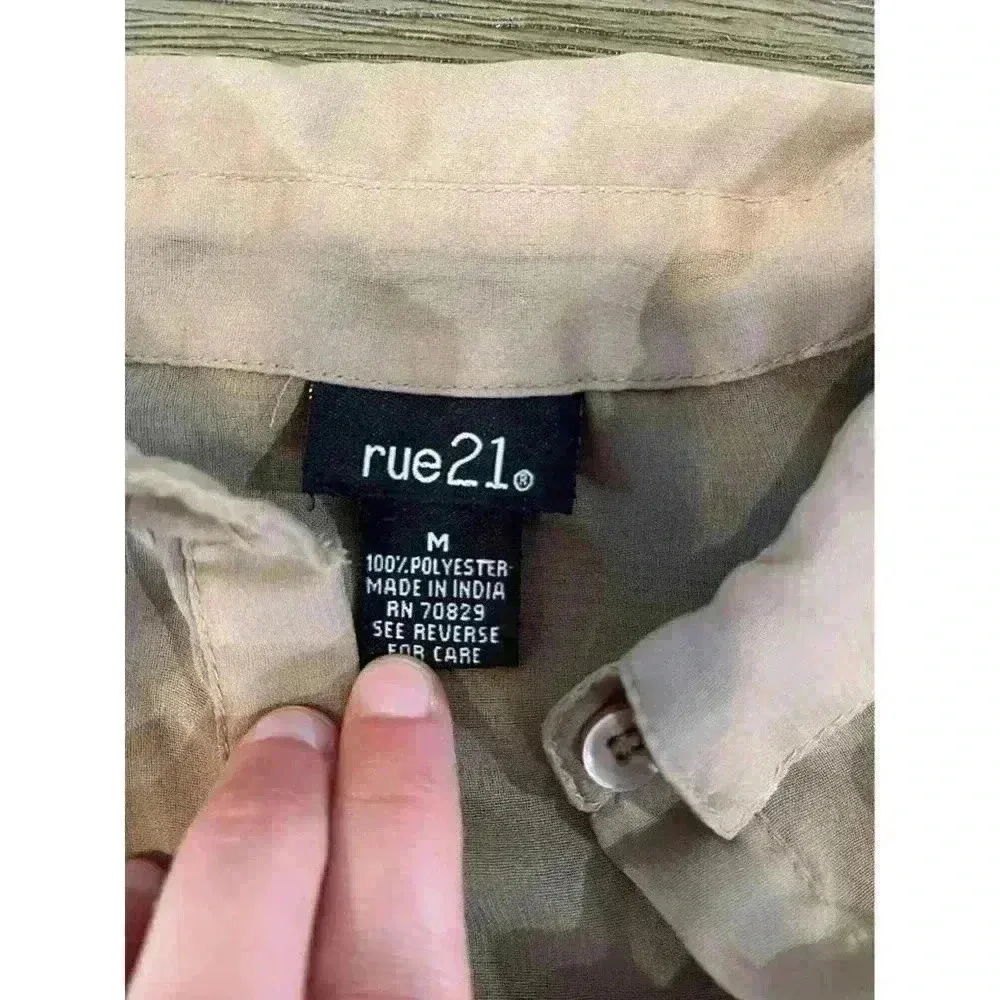 rue21®
M
100%POLYESTER
MADE IN INDIA
RN 70829
SEE REVERSE
FOR CARE